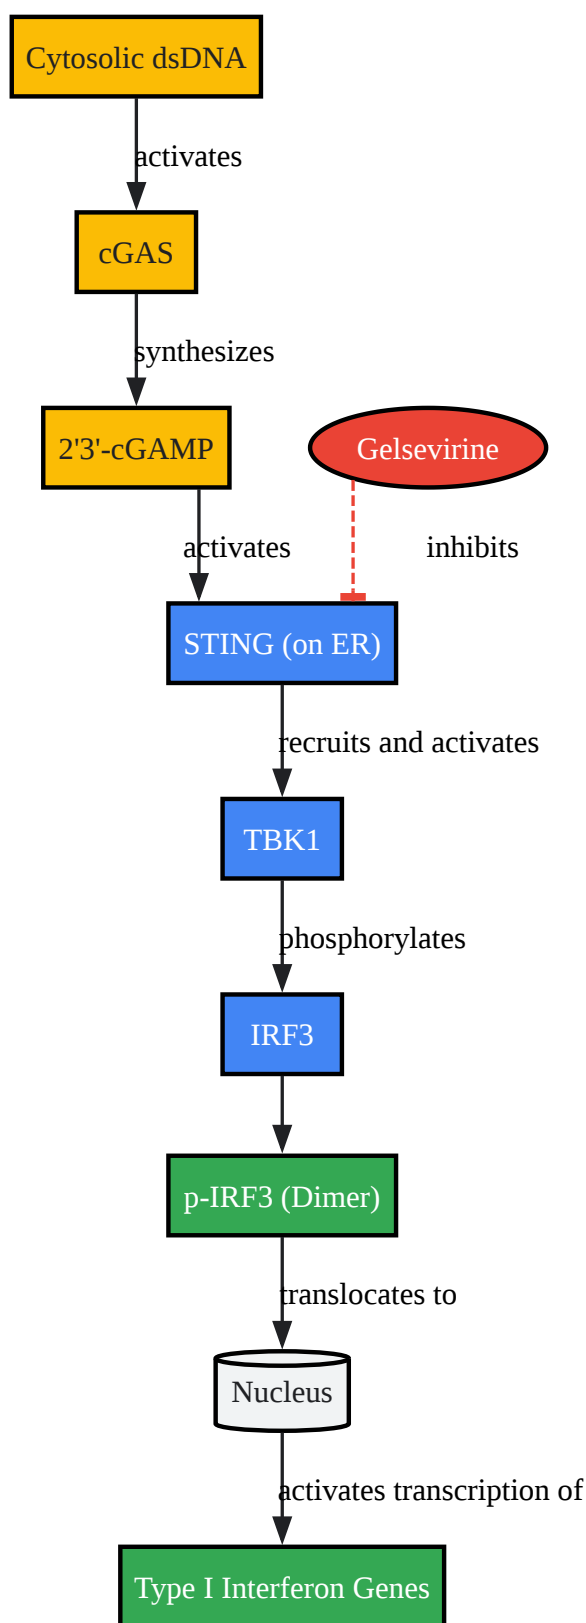 Cytosolic dsDNA
activates
cGAS
synthesizes
2'3'-cGAMP
Gelsevirine
activates
inhibits
STING (on ER)
recruits and activates
TBK1
phosphorylates
IRF3
p-IRF3 (Dimer)
translocates to
Nucleus
activates transcription of
Type I Interferon Genes